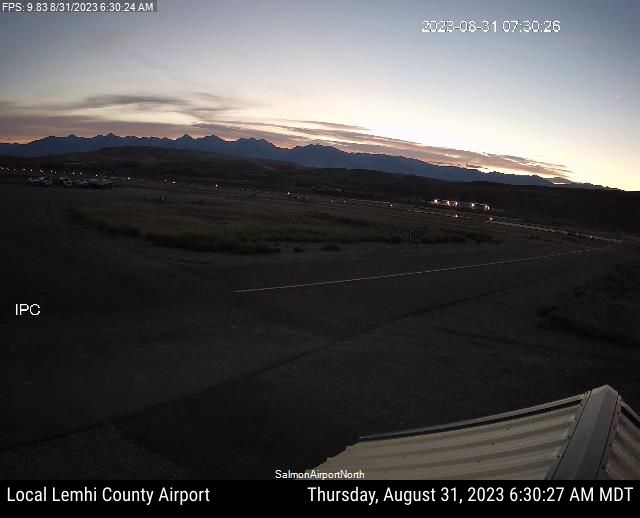 FPS: 9.83 8/31/2023 6:30:24 AM
2023-08-31 07:30:26
IPC
SalmonAirportNorth
Local Lemhi County Airport
Thursday, August 31, 2023 6:30:27 AM MDT